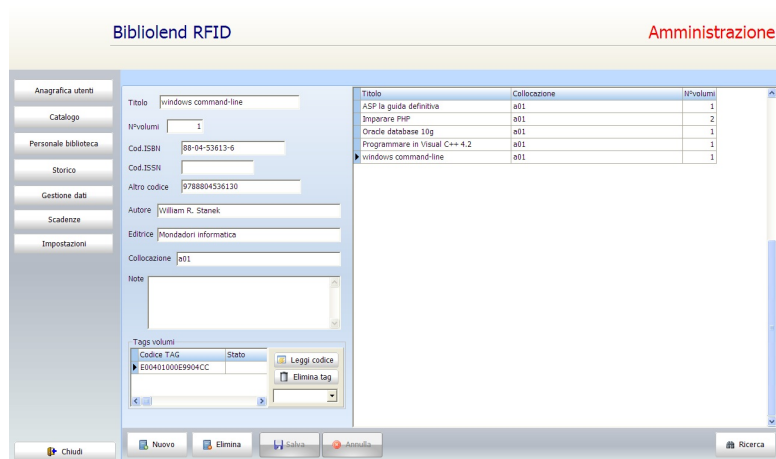 Bibliolend RFID
Amministrazione
Anagrafica utenti
Catalogo
Personale biblioteca
Storico
Gestione dati
Scadenze
Impostazioni
Chiudi
Titolo windows command-line
N°volumi 1
Cod.ISBN 88-04-53613-6
Cod.ISSN
Altro codice 9788804536130
Autore William R. Stanek
Editrice Mondadori informatica
Collocazione a01
Note
Tags volumi
Codice TAG Stato
E00401000E9904CC
Leggi codice
Elimina tag
Titolo Collocazione N°volumi
ASP la guida definitiva a01 1
Imparare PHP a01 2
Oracle database 10g a01 1
Programmare in Visual C++ 4.2 a01 1
windows command-line a01 1
Nuovo Elimina Salva Annulla Ricerca